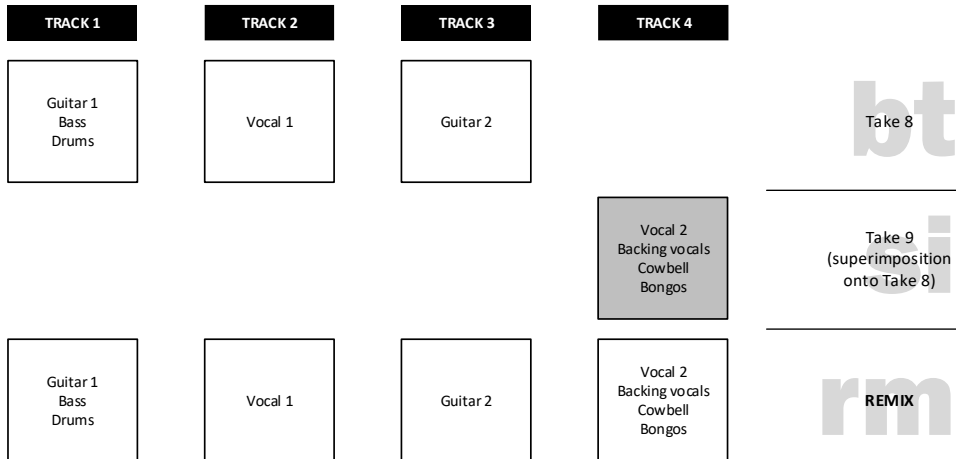 TRACK 1
TRACK 2
TRACK 3
TRACK 4
Guitar 1
Bass
Drums
Vocal 1
Guitar 2
bt
Take 8
Vocal 2
Backing vocals
Cowbell
Bongos
si
Take 9
(superimposition
onto Take 8)
Guitar 1
Bass
Drums
Vocal 1
Guitar 2
Vocal 2
Backing vocals
Cowbell
Bongos
rm
REMIX